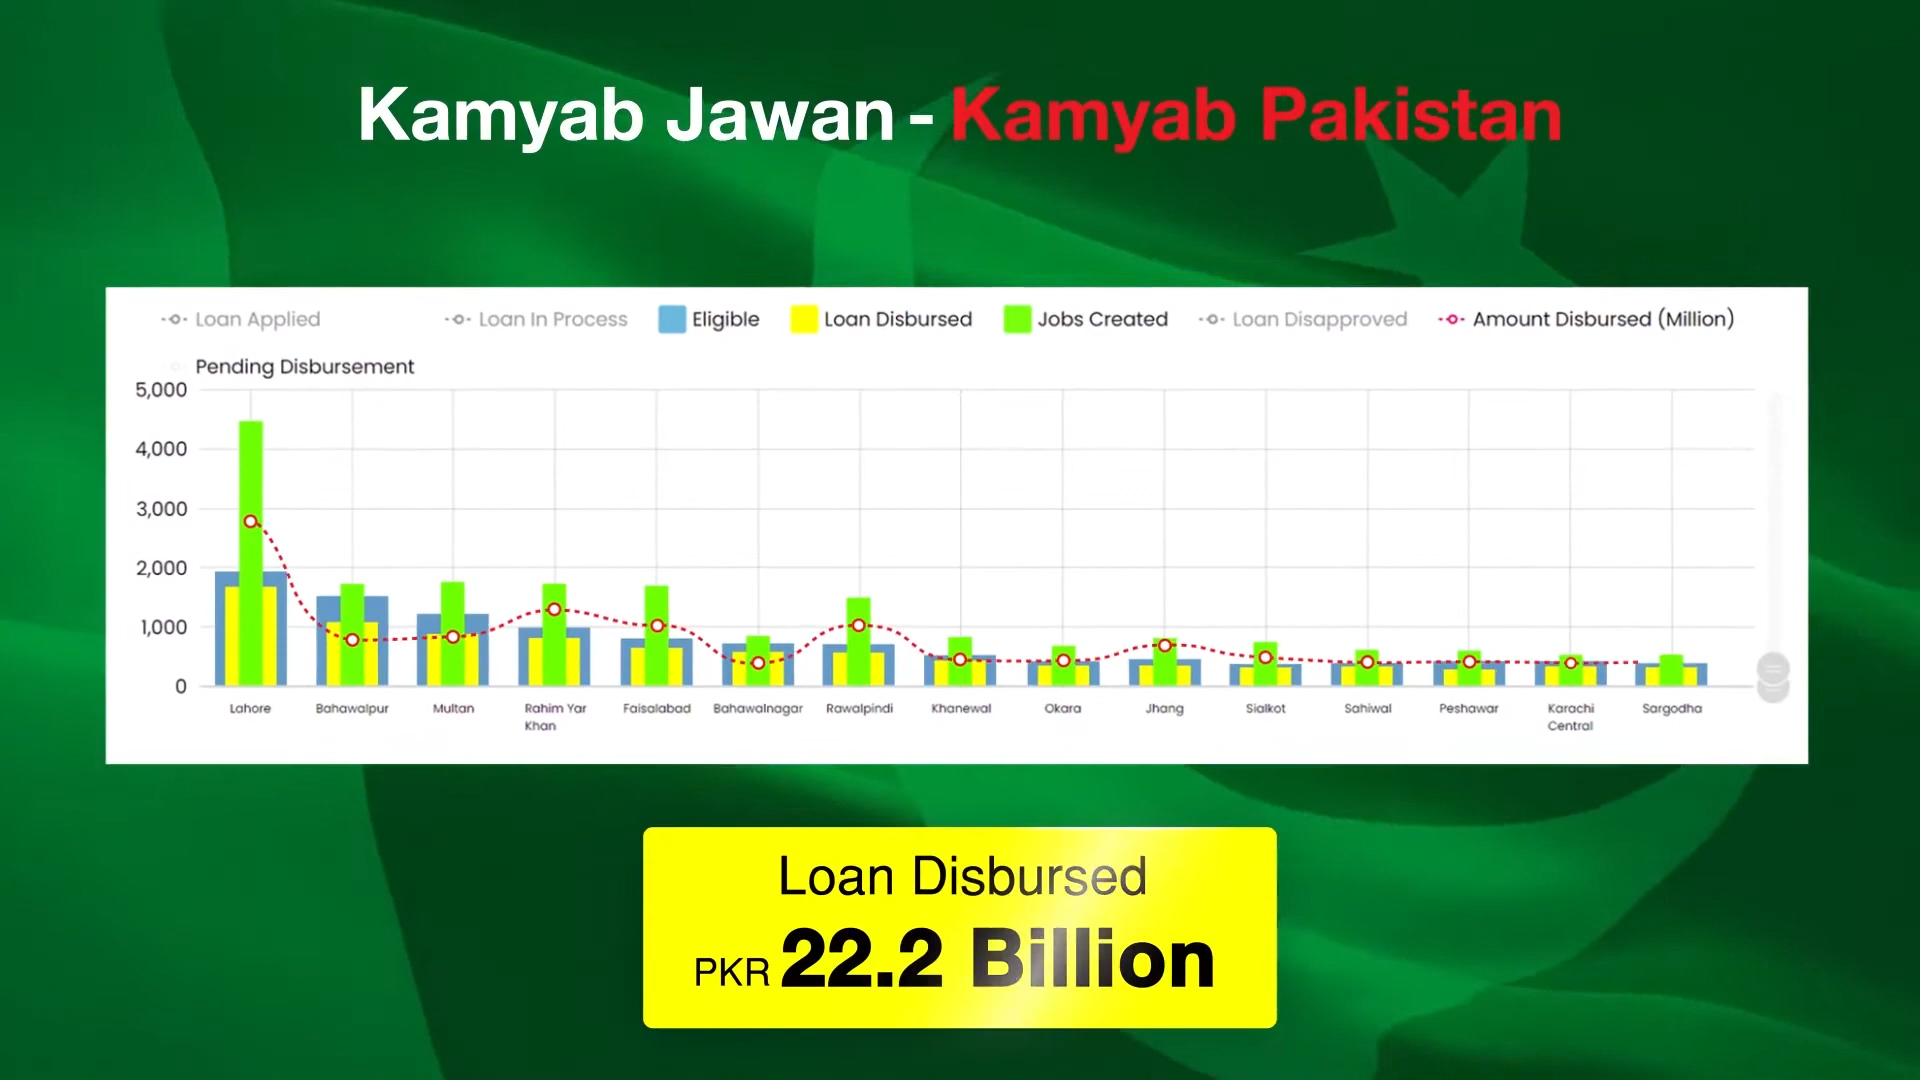 Kamyab Jawan - Kamyab Pakistan
Loan Applied Loan In Process Eligible Loan Disbursed Jobs Created Loan Disapproved Amount Disbursed (Million)
Pending Disbursement
5,000
4,000
3,000
2,000
1,000
0
Lahore Bahawalpur Multan Rahim Yar Khan Faisalabad Bahawalnagar Rawalpindi Khanewal Okara Jhang Sialkot Sahiwal Peshawar Karachi Central Sargodha
Loan Disbursed
PKR 22.2 Billion